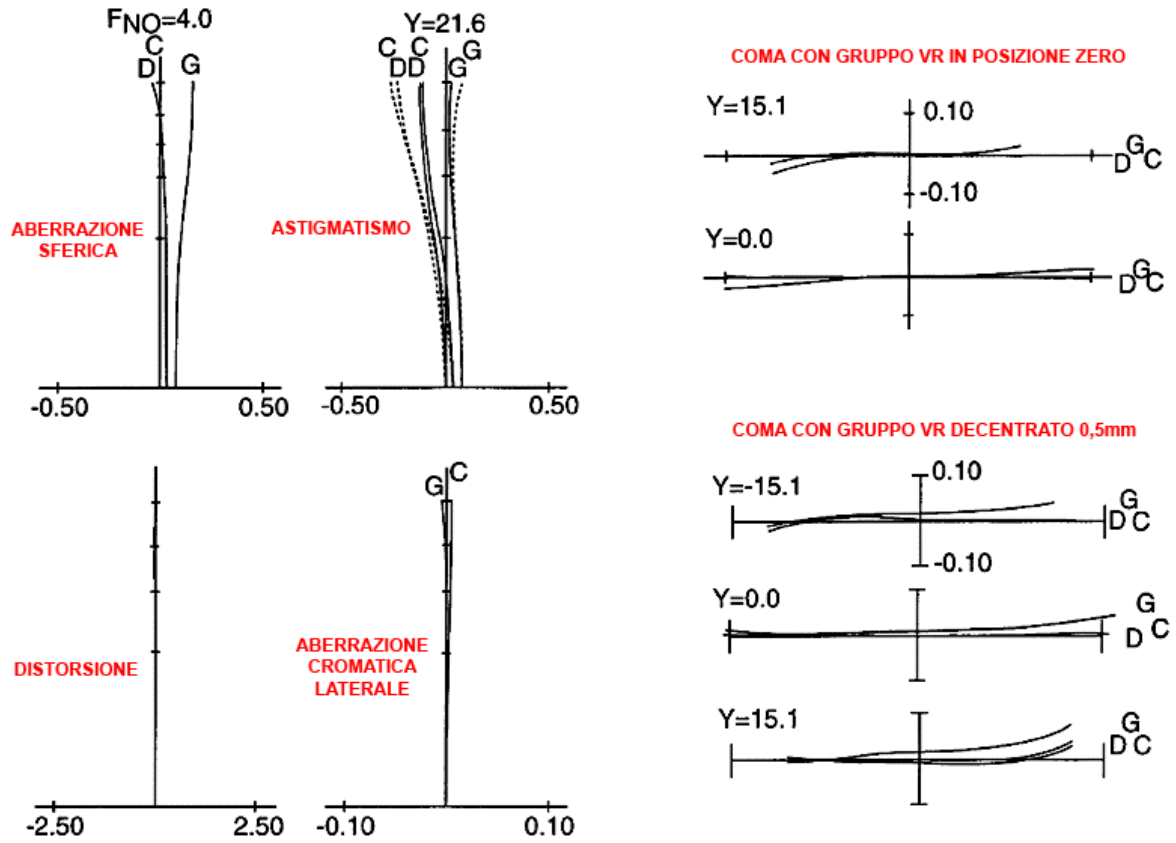 FNO=4.0
C
D G
ABERRAZIONE
SFERICA
-0.50 0.50
Y=21.6
C C G
D D G
ASTIGMATISMO
-0.50 0.50
DISTORSIONE
-2.50 2.50
G C
ABERRAZIONE
CROMATICA
LATERALE
-0.10 0.10
COMA CON GRUPPO VR IN POSIZIONE ZERO
Y=15.1 0.10
D G C
-0.10
Y=0.0
D G C
COMA CON GRUPPO VR DECENTRATO 0,5mm
Y=-15.1 0.10
G
D C
-0.10
Y=0.0 G
D C
Y=15.1 G
D C